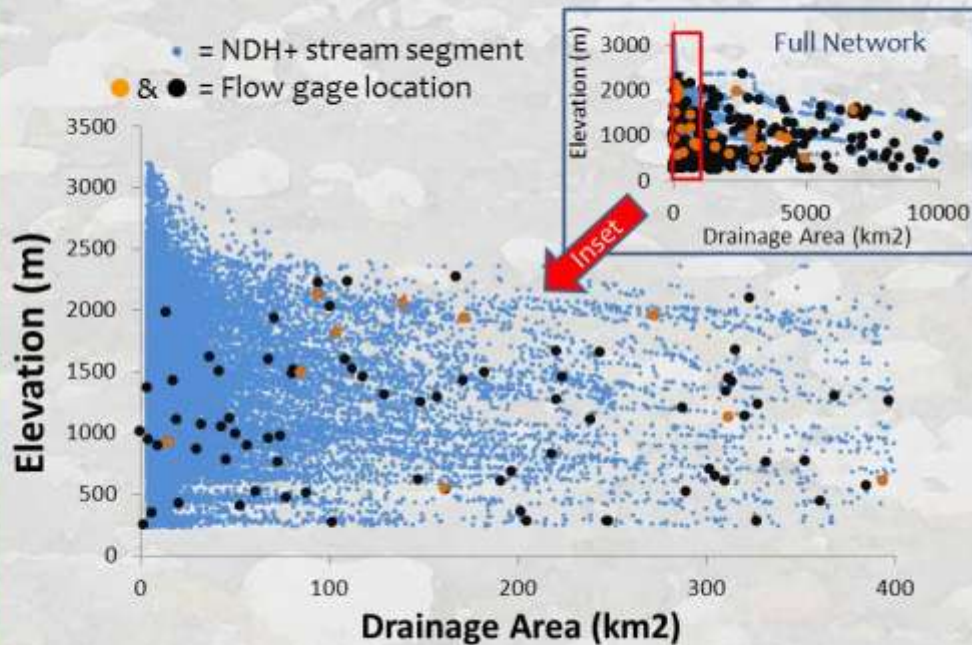 = NDH+ stream segment
& = Flow gage location
Elevation (m)
3500
3000
2500
2000
1500
1000
500
0
0 100 200 300 400
Drainage Area (km2)
Full Network
Elevation (m)
3000
2000
1000
0
0 5000 10000
Drainage Area (km2)
Inset